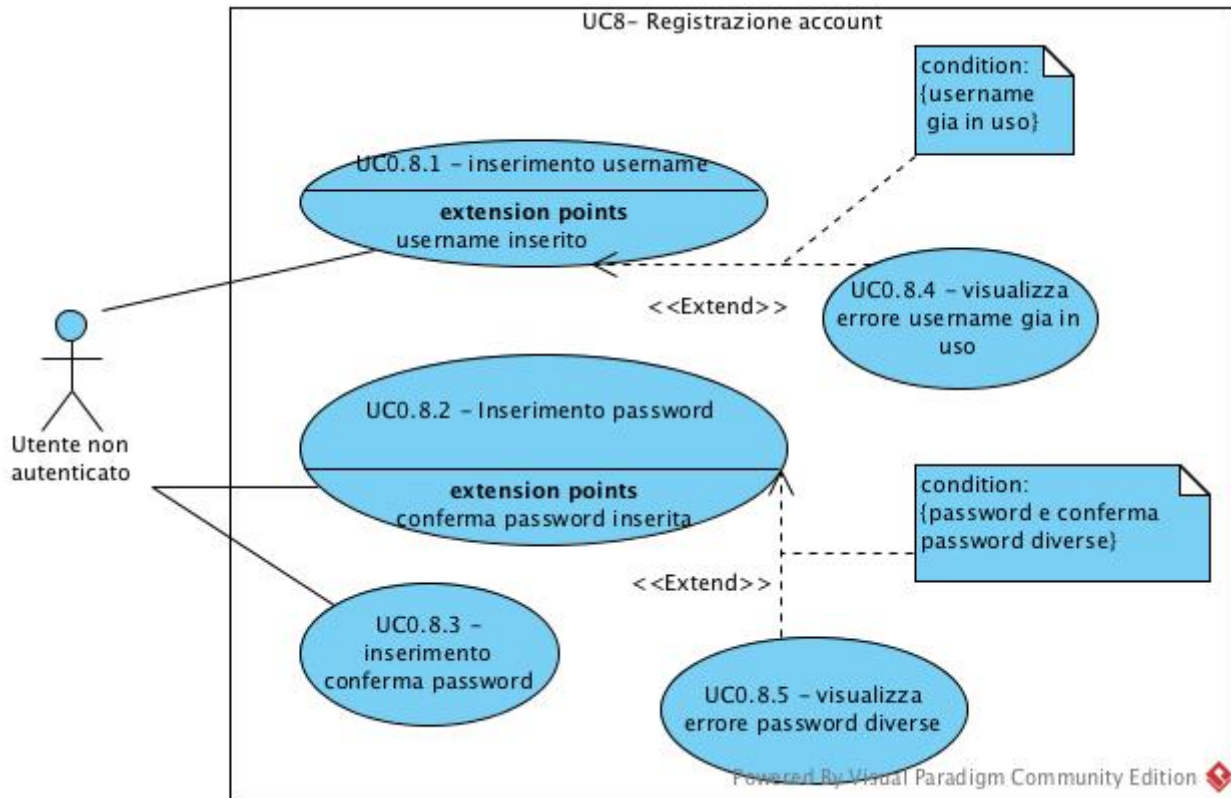 UC8- Registrazione account
condition:
{username
gia in uso}
UC0.8.1 - inserimento username
extension points
username inserito
<<Extend>>
UC0.8.4 - visualizza
errore username gia in
uso
Utente non
autenticato
UC0.8.2 - Inserimento password
extension points
conferma password inserita
condition:
{password e conferma
password diverse}
<<Extend>>
UC0.8.3 -
inserimento
conferma password
UC0.8.5 - visualizza
errore password diverse
Powered By Visual Paradigm Community Edition